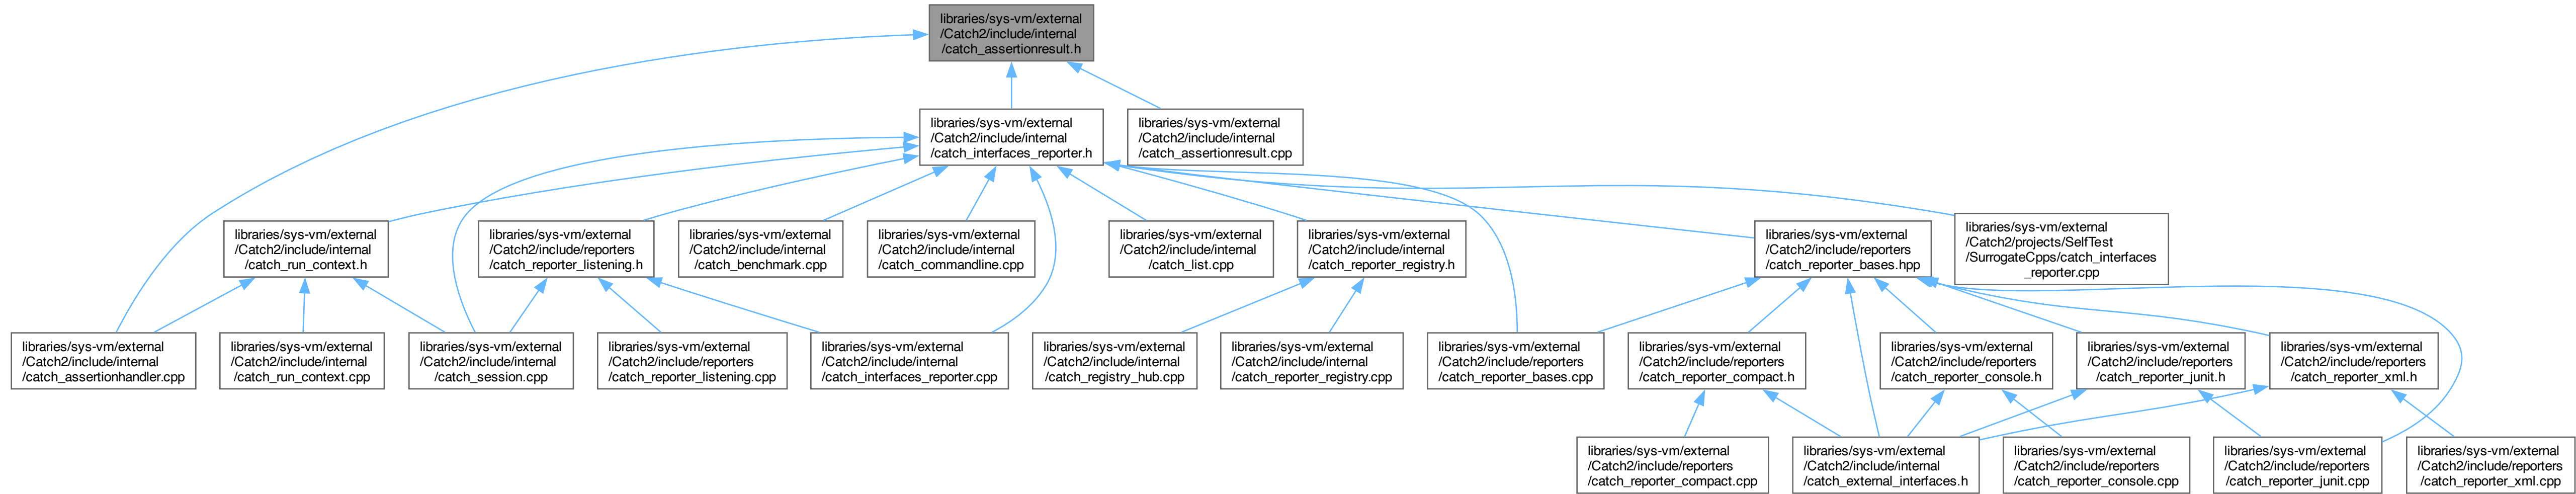 libraries/sys-vm/external
/Catch2/include/internal
/catch_assertionresult.h
libraries/sys-vm/external
/Catch2/include/internal
/catch_interfaces_reporter.h
libraries/sys-vm/external
/Catch2/include/internal
/catch_assertionresult.cpp
libraries/sys-vm/external
/Catch2/include/internal
/catch_run_context.h
libraries/sys-vm/external
/Catch2/include/reporters
/catch_reporter_listening.h
libraries/sys-vm/external
/Catch2/include/internal
/catch_benchmark.cpp
libraries/sys-vm/external
/Catch2/include/internal
/catch_commandline.cpp
libraries/sys-vm/external
/Catch2/include/internal
/catch_list.cpp
libraries/sys-vm/external
/Catch2/include/internal
/catch_reporter_registry.h
libraries/sys-vm/external
/Catch2/include/reporters
/catch_reporter_bases.hpp
libraries/sys-vm/external
/Catch2/projects/SelfTest
/SurrogateCpps/catch_interfaces
_reporter.cpp
libraries/sys-vm/external
/Catch2/include/internal
/catch_assertionhandler.cpp
libraries/sys-vm/external
/Catch2/include/internal
/catch_run_context.cpp
libraries/sys-vm/external
/Catch2/include/internal
/catch_session.cpp
libraries/sys-vm/external
/Catch2/include/reporters
/catch_reporter_listening.cpp
libraries/sys-vm/external
/Catch2/include/internal
/catch_interfaces_reporter.cpp
libraries/sys-vm/external
/Catch2/include/internal
/catch_registry_hub.cpp
libraries/sys-vm/external
/Catch2/include/internal
/catch_reporter_registry.cpp
libraries/sys-vm/external
/Catch2/include/reporters
/catch_reporter_bases.cpp
libraries/sys-vm/external
/Catch2/include/reporters
/catch_reporter_compact.h
libraries/sys-vm/external
/Catch2/include/reporters
/catch_reporter_console.h
libraries/sys-vm/external
/Catch2/include/reporters
/catch_reporter_junit.h
libraries/sys-vm/external
/Catch2/include/reporters
/catch_reporter_xml.h
libraries/sys-vm/external
/Catch2/include/reporters
/catch_reporter_compact.cpp
libraries/sys-vm/external
/Catch2/include/internal
/catch_external_interfaces.h
libraries/sys-vm/external
/Catch2/include/reporters
/catch_reporter_console.cpp
libraries/sys-vm/external
/Catch2/include/reporters
/catch_reporter_junit.cpp
libraries/sys-vm/external
/Catch2/include/reporters
/catch_reporter_xml.cpp